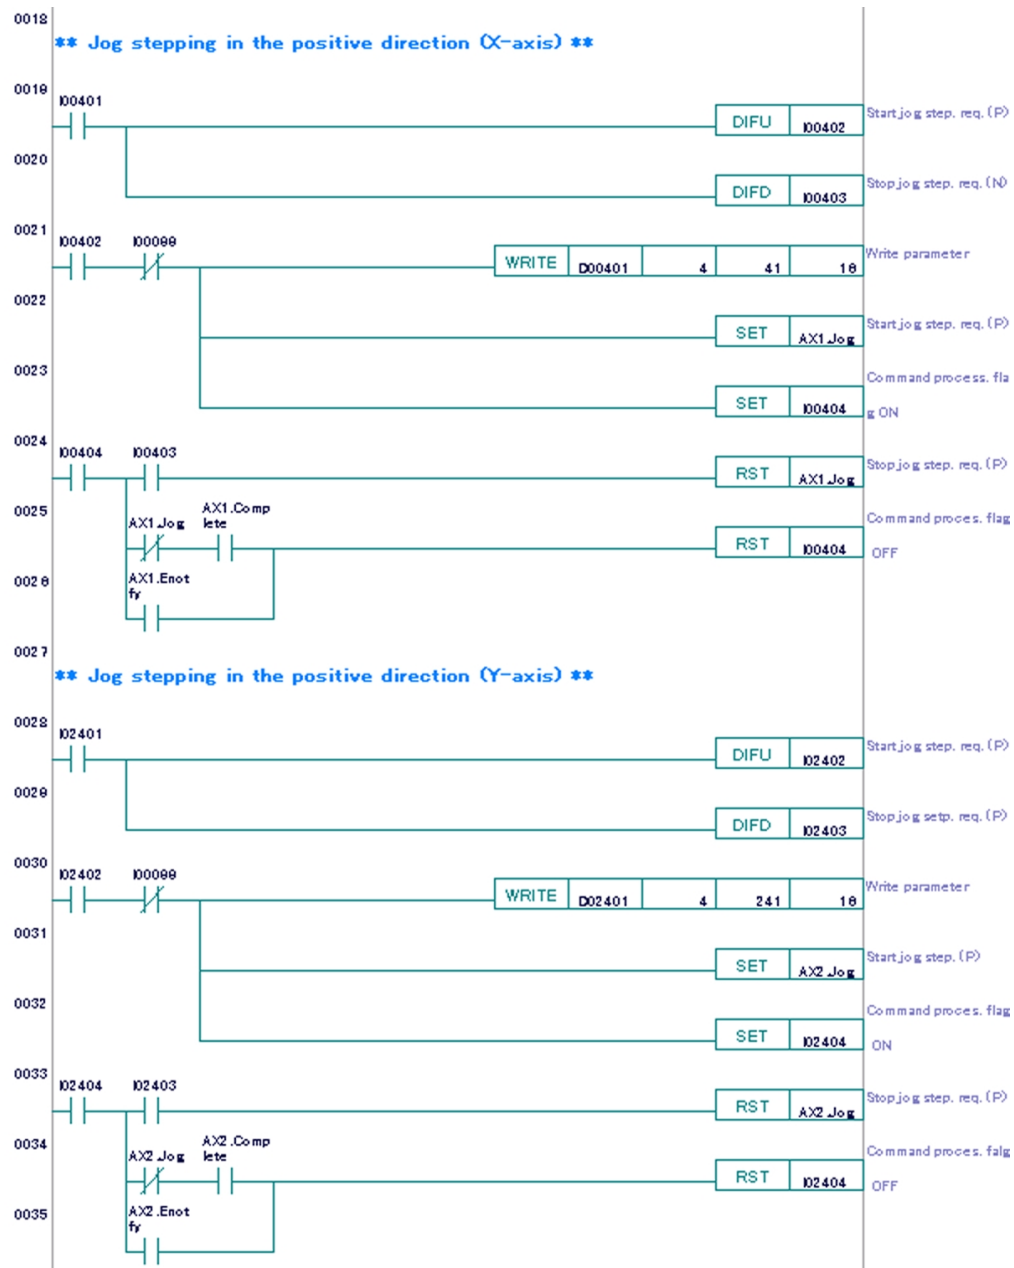 0018
** Jog stepping in the positive direction (X-axis) **
0019
I00401
DIFU I00402 Start jog step. req. (P)
0020
DIFD I00403 Stop jog step. req. (N)
0021
I00402 I00099
WRITE D00401 4 41 16 Write parameter
0022
SET AX1.Jog Start jog step. req. (P)
0023
SET I00404 Command process. fla
g ON
0024
I00404 I00403
RST AX1.Jog Stop jog step. req. (P)
0025
AX1.Jog AX1.Comp
lete
RST I00404 Command proces. flag
OFF
0026
AX1.Enot
fy
0027
** Jog stepping in the positive direction (Y-axis) **
0028
I02401
DIFU I02402 Start jog step. req. (P)
0029
DIFD I02403 Stop jog setp. req. (P)
0030
I02402 I00099
WRITE D02401 4 241 16 Write parameter
0031
SET AX2.Jog Start jog step. (P)
0032
SET I02404 Command proces. flag
ON
0033
I02404 I02403
RST AX2.Jog Stop jog step. req. (P)
0034
AX2.Jog AX2.Comp
lete
RST I02404 Command proces. falg
OFF
0035
AX2.Enot
fy